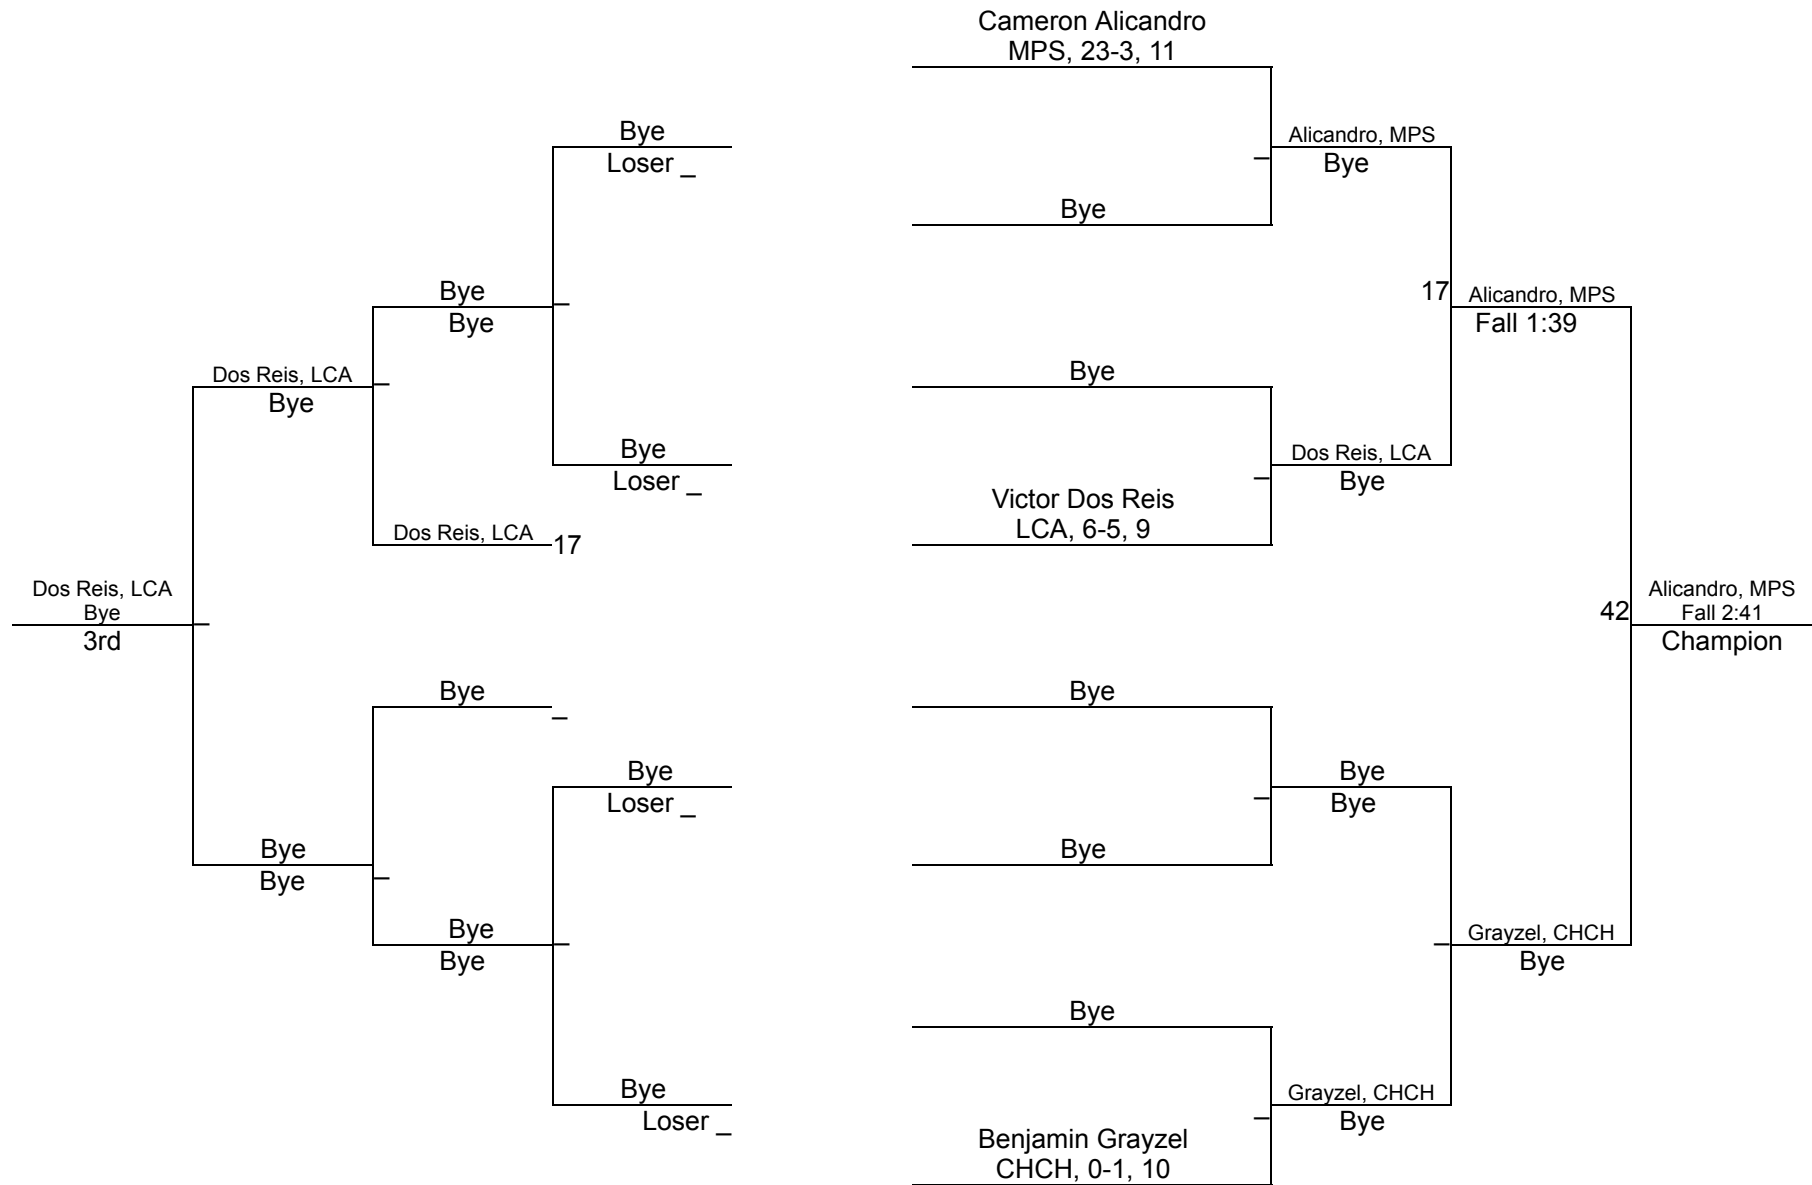 Cameron Alicandro
MPS, 23-3, 11
Bye
Loser _
_
Alicandro, MPS
Bye
Bye
Bye
Bye
_
17
Alicandro, MPS
Fall 1:39
Dos Reis, LCA
Bye
_
Bye
Bye
Loser _
_
Dos Reis, LCA
Bye
Victor Dos Reis
LCA, 6-5, 9
Dos Reis, LCA
17
Dos Reis, LCA
Bye
3rd
_
42
Alicandro, MPS
Fall 2:41
Champion
Bye
_
Bye
Bye
Loser _
_
Bye
Bye
Bye
Bye
_
Bye
Bye
Bye
_
_
Grayzel, CHCH
Bye
Bye
Bye
Loser _
_
Grayzel, CHCH
Bye
Benjamin Grayzel
CHCH, 0-1, 10